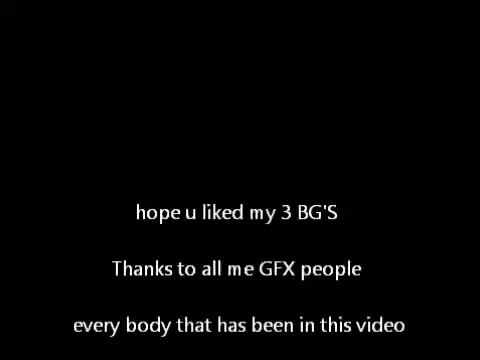 hope u liked my 3 BG'S
Thanks to all me GFX people
every body that has been in this video